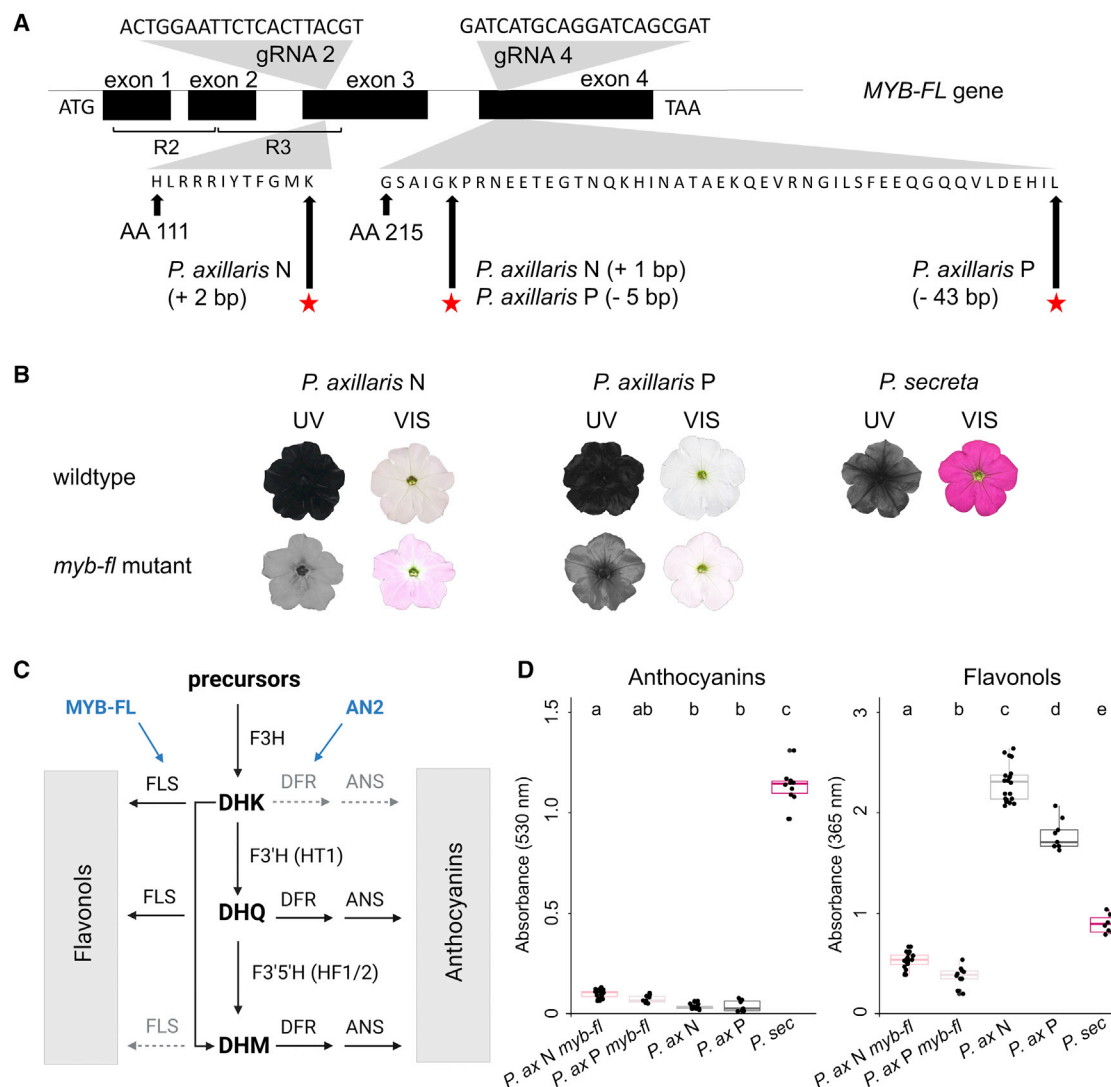 A
ACTGGAATTCTCACTTACGT
GATCATGCAGGATCAGCGAT
gRNA 2
gRNA 4
exon 1
exon 2
exon 3
exon 4
MYB-FL gene
ATG
TAA
R2
R3
HLRRRIYTFGMK
GSAIGKPRNEETEGTNQKHINATAEKQEVRNGILSFEEQGQQVLDEHIL
AA 111
AA 215
P. axillaris N
(+ 2 bp)
P. axillaris N (+ 1 bp)
P. axillaris P (- 5 bp)
P. axillaris P
(- 43 bp)
B
P. axillaris N
P. axillaris P
P. secreta
UV VIS
UV VIS
UV VIS
wildtype
myb-fl mutant
C
precursors
MYB-FL
AN2
F3H
FLS
DHK
DFR
ANS
F3'H (HT1)
FLS
DHQ
DFR
ANS
F3'5'H (HF1/2)
FLS
DHM
DFR
ANS
Flavonols
Anthocyanins
D
Anthocyanins
a ab b b c
Absorbance (530 nm)
1.5
1.0
0.5
0
P. ax N myb-fl
P. ax P myb-fl
P. ax N
P. ax P
P. sec
Flavonols
a b c d e
Absorbance (365 nm)
3
2
1
0
P. ax N myb-fl
P. ax P myb-fl
P. ax N
P. ax P
P. sec